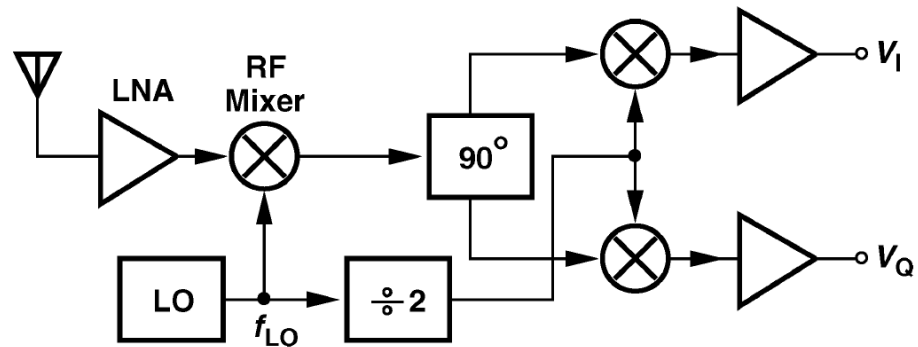 RF
Mixer
LNA
90°
V_I
V_Q
LO
÷ 2
f_LO